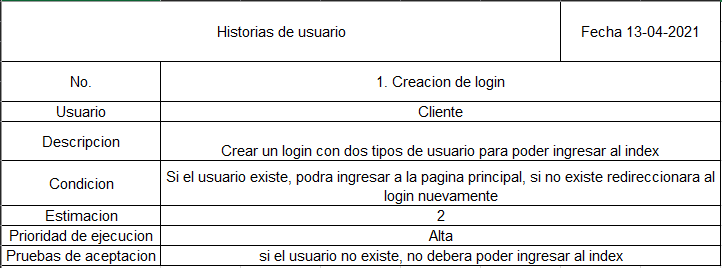 Historias de usuario Fecha 13-04-2021
No. 1. Creacion de login
Usuario Cliente
Descripcion Crear un login con dos tipos de usuario para poder ingresar al index
Condicion Si el usuario existe, podra ingresar a la pagina principal, si no existe redireccionara al
login nuevamente
Estimacion 2
Prioridad de ejecucion Alta
Pruebas de aceptacion si el usuario no existe, no debera poder ingresar al index